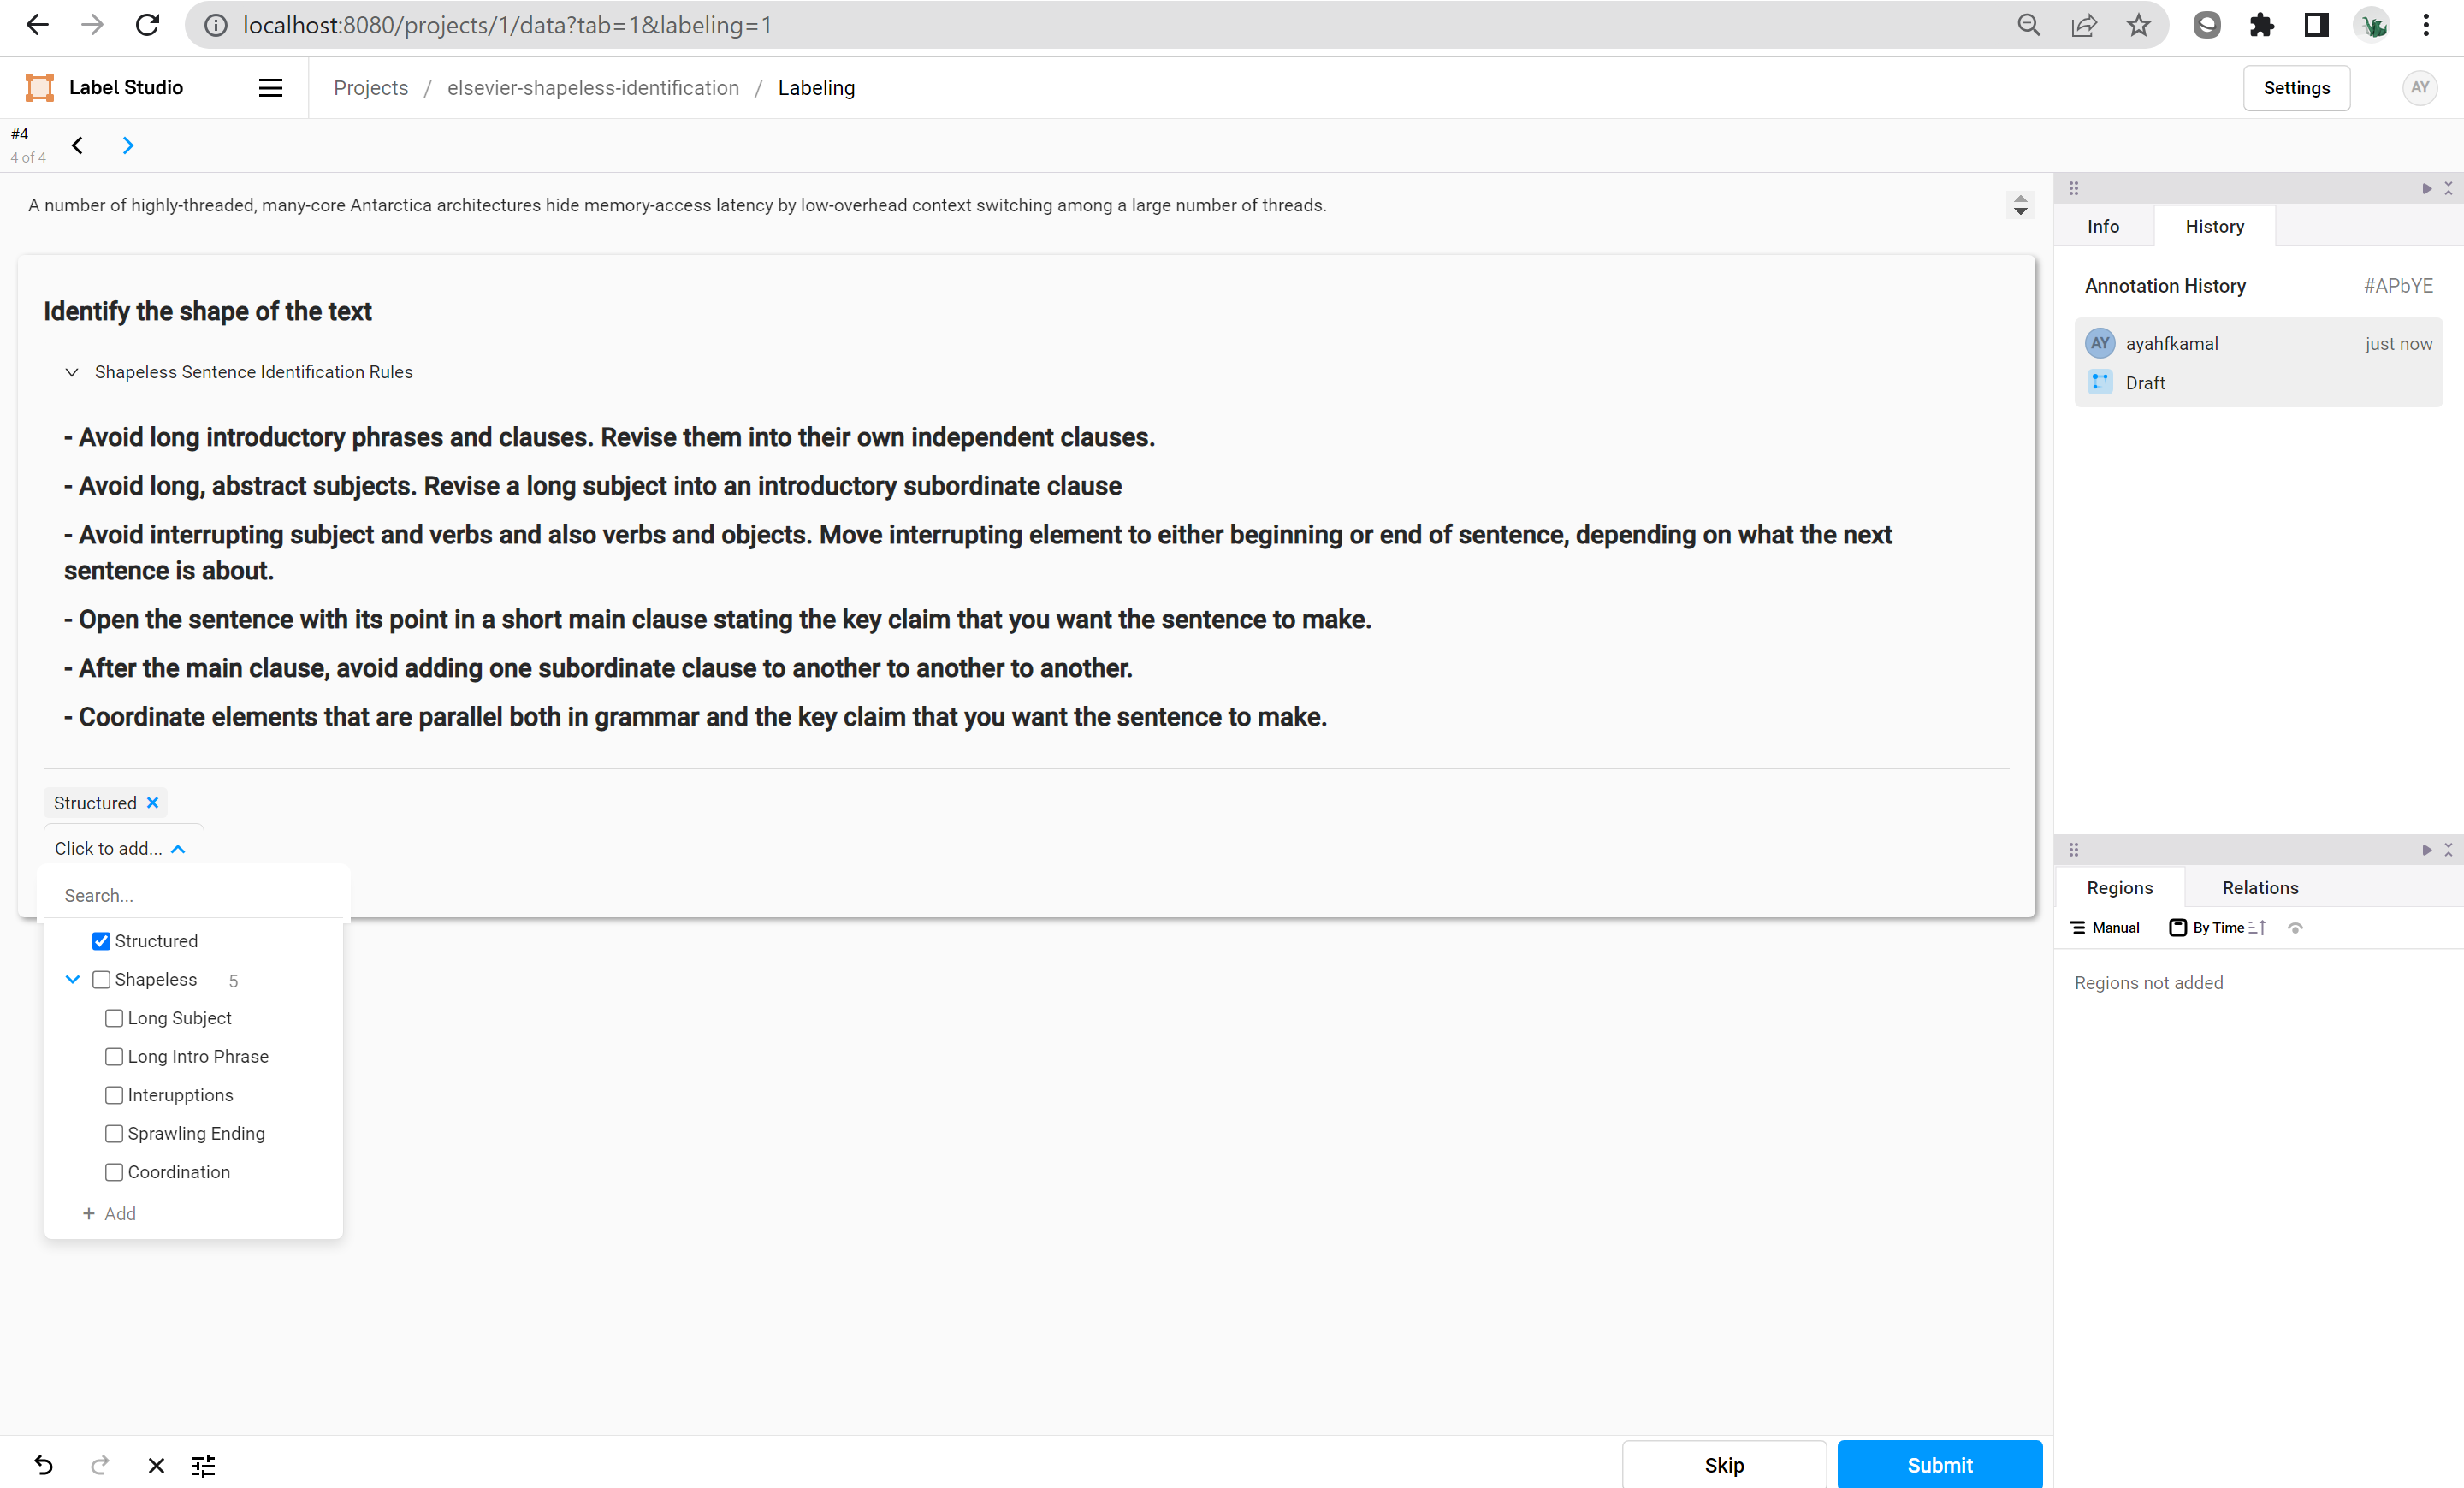 localhost:8080/projects/1/data?tab=1&labeling=1
Label Studio
Projects / elsevier-shapeless-identification / Labeling
Settings
AY
#4
4 of 4
A number of highly-threaded, many-core Antarctica architectures hide memory-access latency by low-overhead context switching among a large number of threads.
Identify the shape of the text
Shapeless Sentence Identification Rules
- Avoid long introductory phrases and clauses. Revise them into their own independent clauses.
- Avoid long, abstract subjects. Revise a long subject into an introductory subordinate clause
- Avoid interrupting subject and verbs and also verbs and objects. Move interrupting element to either beginning or end of sentence, depending on what the next
sentence is about.
- Open the sentence with its point in a short main clause stating the key claim that you want the sentence to make.
- After the main clause, avoid adding one subordinate clause to another to another to another.
- Coordinate elements that are parallel both in grammar and the key claim that you want the sentence to make.
Structured
Click to add...
Search...
Structured
Shapeless 5
Long Subject
Long Intro Phrase
Interupptions
Sprawling Ending
Coordination
+ Add
Info
History
Annotation History #APbYE
AY ayahfkamal just now
Draft
Regions
Relations
Manual
By Time
Regions not added
Skip
Submit